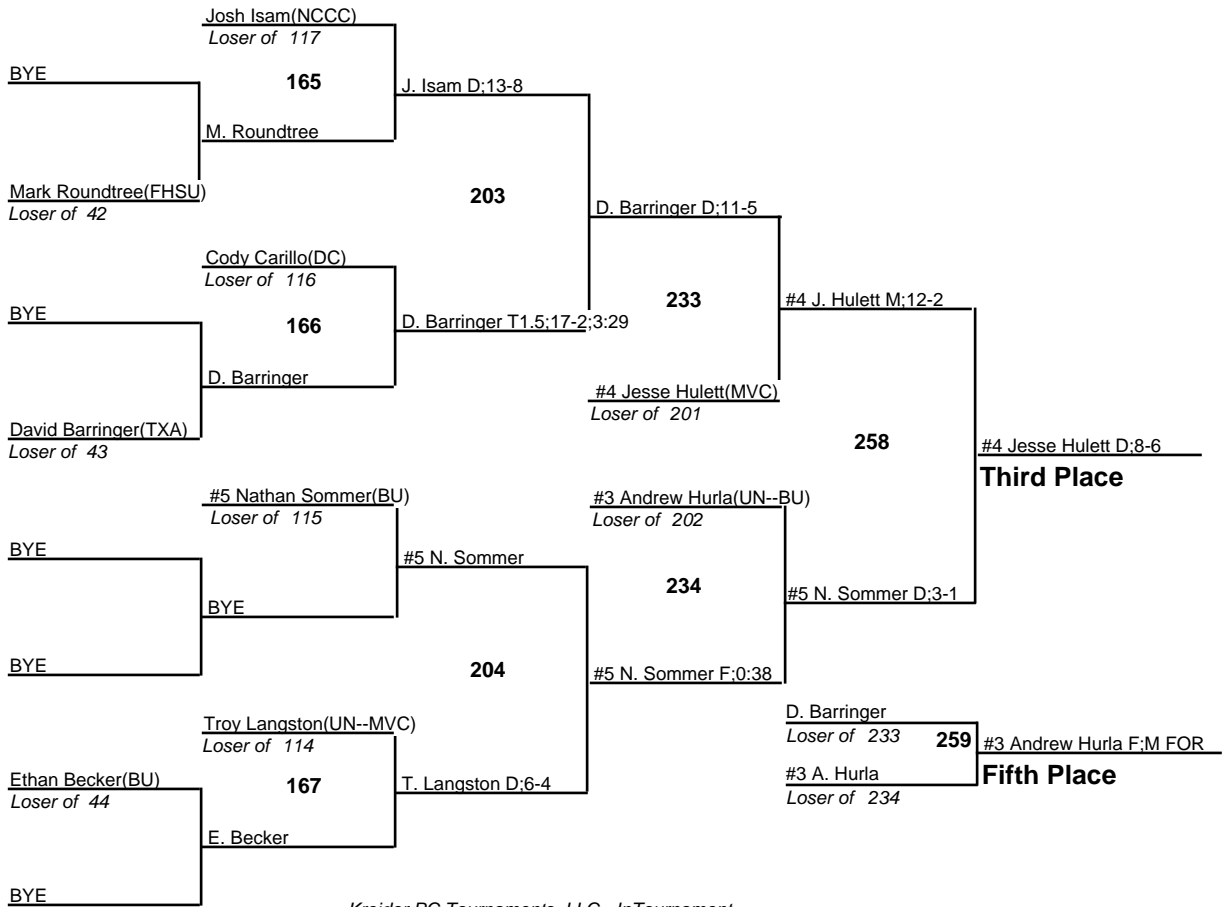 Josh Isam(NCCC)
Loser of 117
BYE
165
J. Isam D;13-8
M. Roundtree
Mark Roundtree(FHSU)
Loser of 42
203
D. Barringer D;11-5
Cody Carillo(DC)
Loser of 116
233
#4 J. Hulett M;12-2
BYE
166
D. Barringer T1.5;17-2;3:29
D. Barringer
#4 Jesse Hulett(MVC)
Loser of 201
David Barringer(TXA)
Loser of 43
258
#4 Jesse Hulett D;8-6
Third Place
#5 Nathan Sommer(BU)
Loser of 115
#3 Andrew Hurla(UN--BU)
Loser of 202
BYE
#5 N. Sommer
234
#5 N. Sommer D;3-1
BYE
BYE
204
#5 N. Sommer F;0:38
Troy Langston(UN--MVC)
Loser of 114
D. Barringer
Loser of 233
259
#3 Andrew Hurla F;M FOR
Fifth Place
Ethan Becker(BU)
Loser of 44
167
T. Langston D;6-4
#3 A. Hurla
Loser of 234
E. Becker
BYE